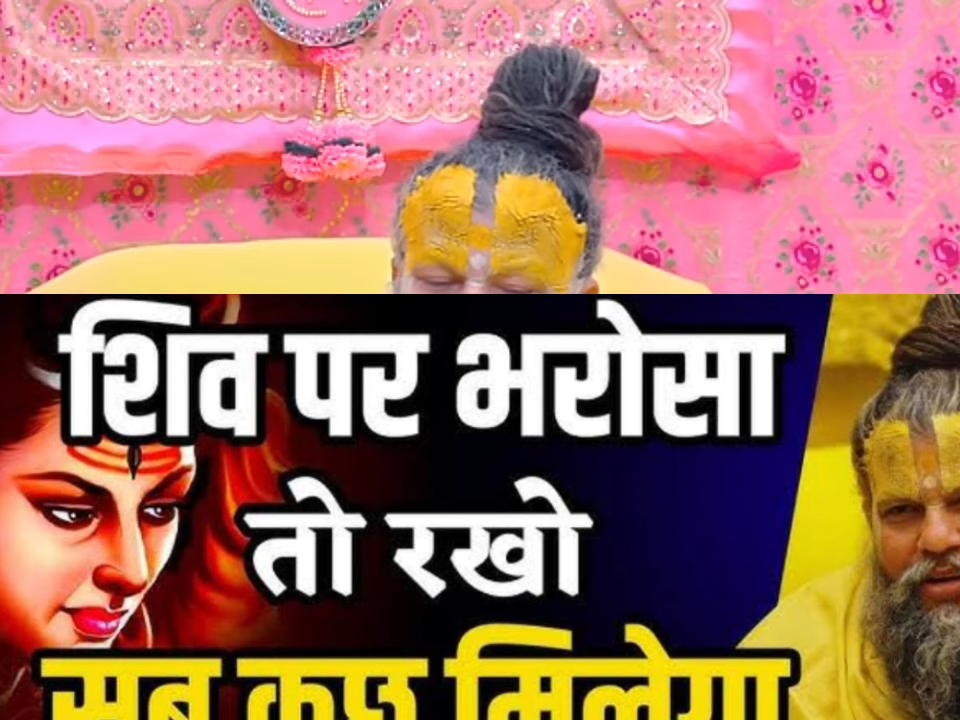 शिव पर भरोसा
तो रखो
सब कुछ मिलेगा